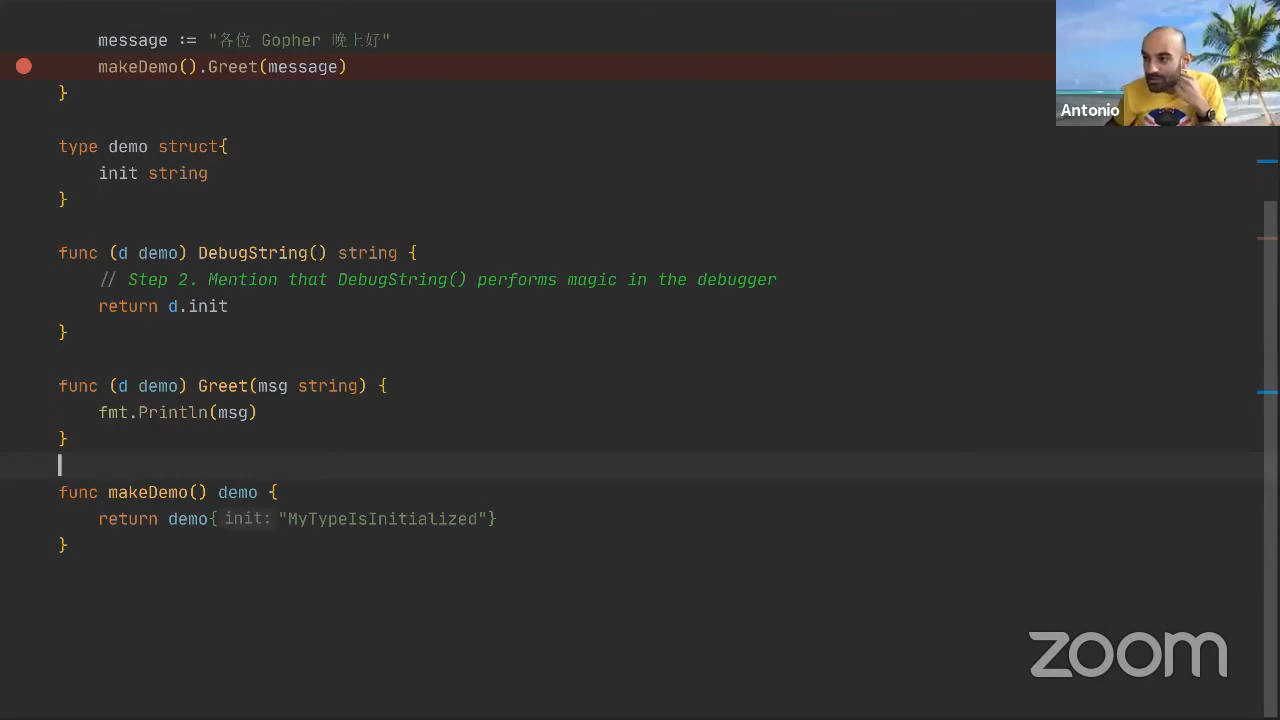 message := "各位 Gopher 晚上好"
makeDemo().Greet(message)
}
type demo struct{
init string
}
func (d demo) DebugString() string {
// Step 2. Mention that DebugString() performs magic in the debugger
return d.init
}
func (d demo) Greet(msg string) {
fmt.Println(msg)
}
func makeDemo() demo {
return demo{init:"MyTypeIsInitialized"}
}
Antonio
zoom